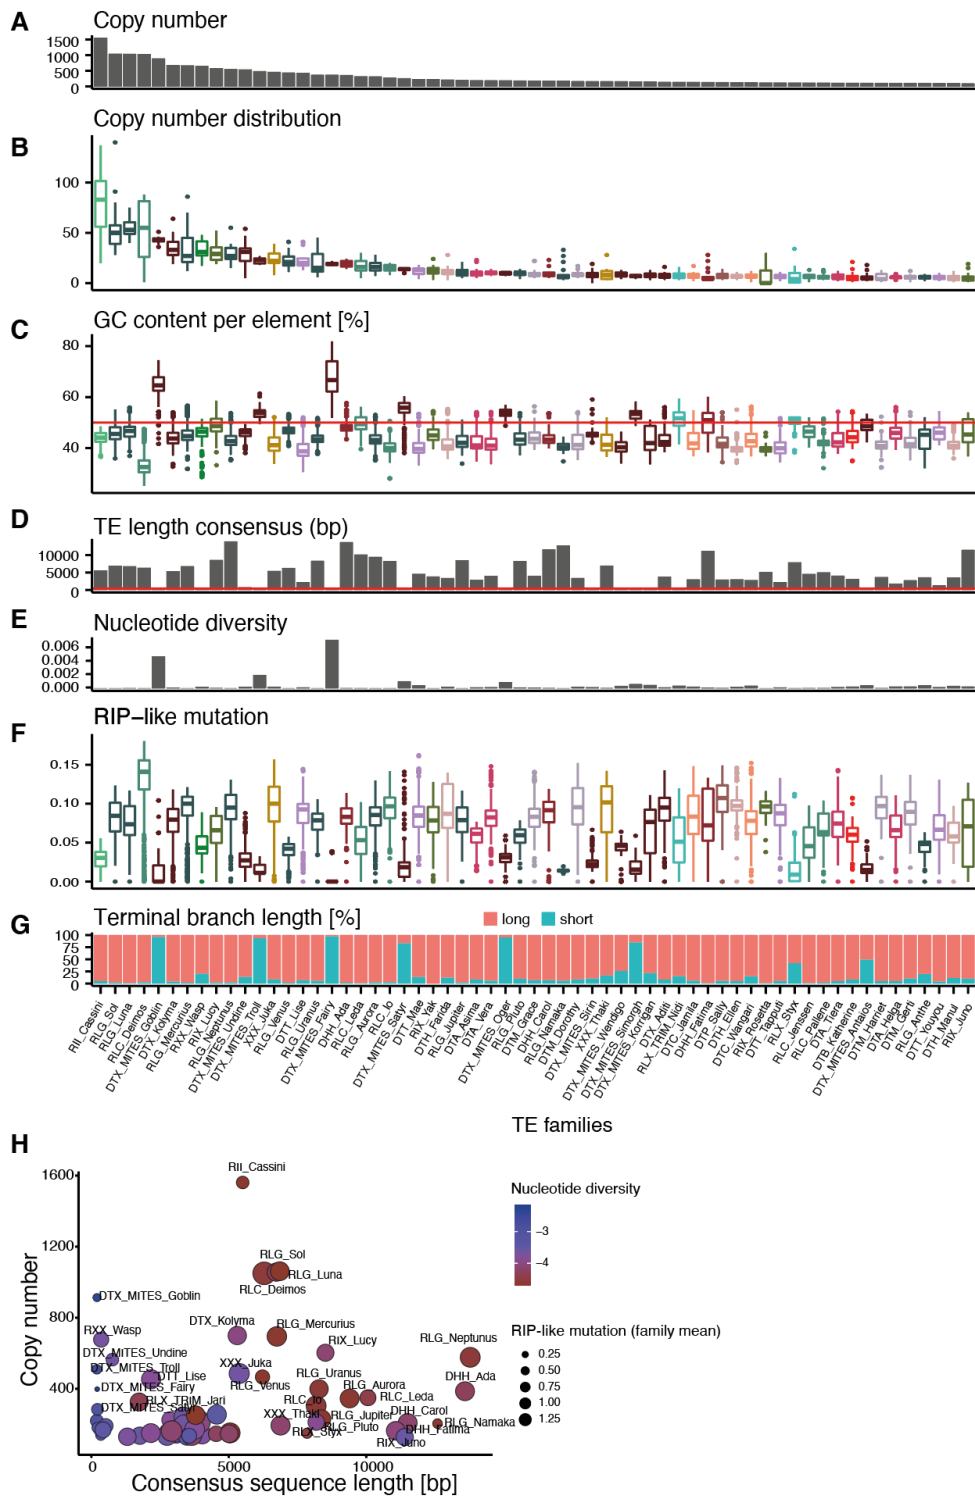 A
Copy number
1500
1000
500
0
B
Copy number distribution
100
50
0
C
GC content per element [%]
80
60
40
D
TE length consensus (bp)
10000
5000
0
E
Nucleotide diversity
0.006
0.004
0.002
0.000
F
RIP-like mutation
0.15
0.10
0.05
0.00
G
Terminal branch length [%]
long
short
100
75
50
25
0
RII_Cassini
RLG_Sol
RLG_Luna
RLC_Deimos
DTX_MITES_Goblin
DTX_Kolyma
RLG_Mercurius
RXX_Wasp
RIX_Lucy
RLG_Neptunus
DTX_MITES_Undine
DTX_MITES_Troll
XXX_Juka
RLG_Venus
DTT_Lise
RLG_Uranus
DTX_MITES_Fairy
DHH_Ada
RLC_Leda
RLG_Aurora
RLC_Io
DTX_MITES_Satyr
DTT_Mae
RIX_Yak
DTH_Farida
RLG_Jupiter
DTA_Asima
DTA_Vera
DTX_MITES_Oger
RLG_Pluto
DTM_Grace
DHH_Carol
RLG_Namaka
DTM_Dorothy
DTX_MITES_Sirin
XXX_Thaki
DTX_MITES_Wendigo
DTX_MITES_Simorgh
DTX_MITES_Korrigan
DTX_Aditi
RLX_TRIM_Nidi
DTC_Jamila
DHH_Fatima
DTP_Sally
DTH_Ellen
DTC_Wangari
RIX_Rosetta
DTT_Tapputi
RLX_Styx
RLC_Jenssen
RLC_Pallene
DTA_Tiera
DTB_Katherine
DTX_MITES_Antaios
DTM_Harriet
DTA_Helga
DTM_Gerti
RLG_Anthe
DTT_Youyou
DTH_Manu
RIX_Juno
TE families
H
1600
1200
800
400
Copy number
RII_Cassini
RLG_Sol
RLG_Luna
RLC_Deimos
DTX_MITES_Goblin
DTX_Kolyma
RLG_Mercurius
RXX_Wasp
RIX_Lucy
RLG_Neptunus
DTX_MITES_Undine
DTX_MITES_Troll
DTT_Lise
XXX_Juka
RLG_Venus
RLG_Uranus
DHH_Ada
DTX_MITES_Fairy
RLG_Aurora
RLC_Leda
RLX_TRIM_Jari
RLC_Io
DTX_MITES_Satyr
XXX_Thaki
RLG_Jupiter
DHH_Carol
RLG_Namaka
RLG_Pluto
DHH_Fatima
RLX_Styx
RIX_Juno
0
5000
10000
Consensus sequence length [bp]
Nucleotide diversity
−3
−4
RIP-like mutation (family mean)
0.25
0.50
0.75
1.00
1.25